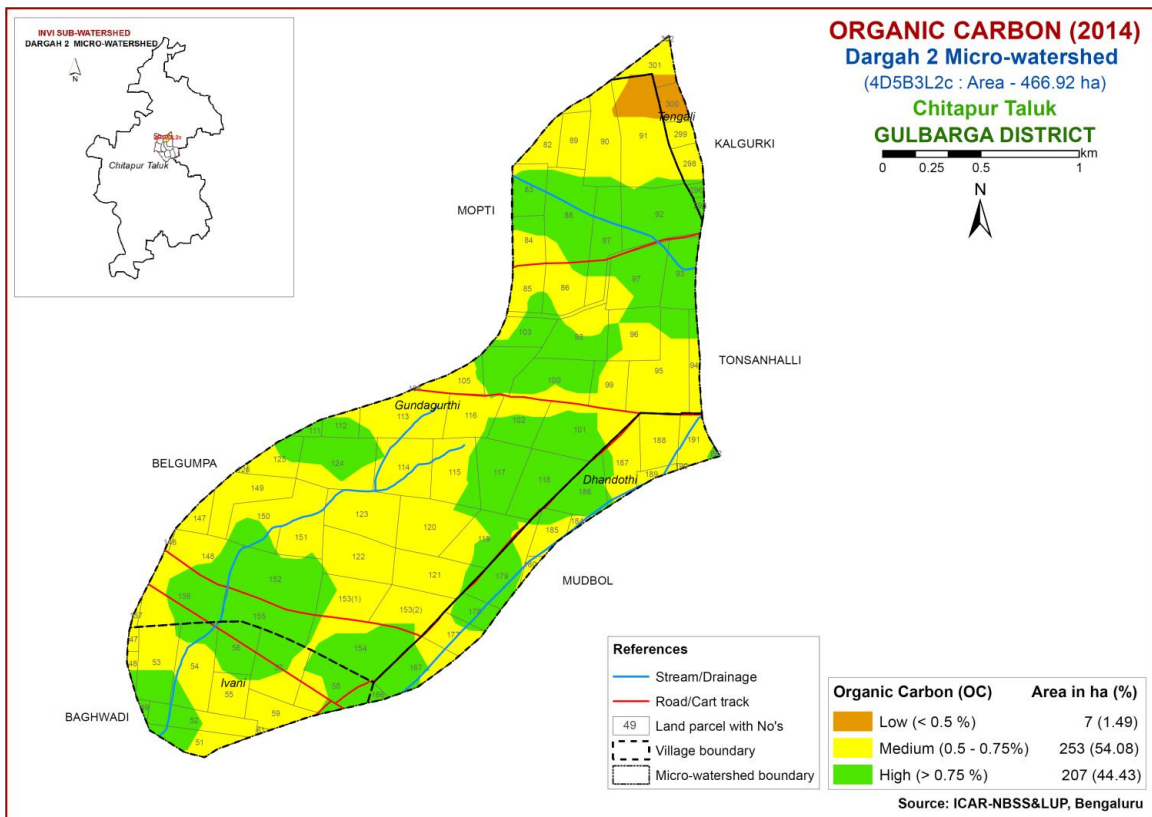 INVI SUB-WATERSHED
DARGAH 2 MICRO-WATERSHED
N
Chitapur Taluk
ORGANIC CARBON (2014)
Dargah 2 Micro-watershed
(4D5B3L2c : Area - 466.92 ha)
Chitapur Taluk
GULBARGA DISTRICT
km
0 0.25 0.5 1
N
301
300
Tengali
KALGURKI
82 89 90 91 299
298
MOPTI
83 88 92
84 87
97 93
85 86
103 98 96
TONSANHALLI
94
95
105 100 99
Gundagurthi
113 116 102 101
111 112
188 191
BELGUMPA
125 124 114 115 117 187 189
Dhandothi
118 186
149
147 150 123 120 185
151
148 122
MUDBOL
152 121 179
156 153(1)
155 153(2)
177
154
53 54 167
Ivani
55
BAGHWADI
59
52
51
References
Stream/Drainage
Road/Cart track
49 Land parcel with No's
Village boundary
Micro-watershed boundary
Organic Carbon (OC) Area in ha (%)
Low (< 0.5 %) 7 (1.49)
Medium (0.5 - 0.75%) 253 (54.08)
High (> 0.75 %) 207 (44.43)
Source: ICAR-NBSS&LUP, Bengaluru